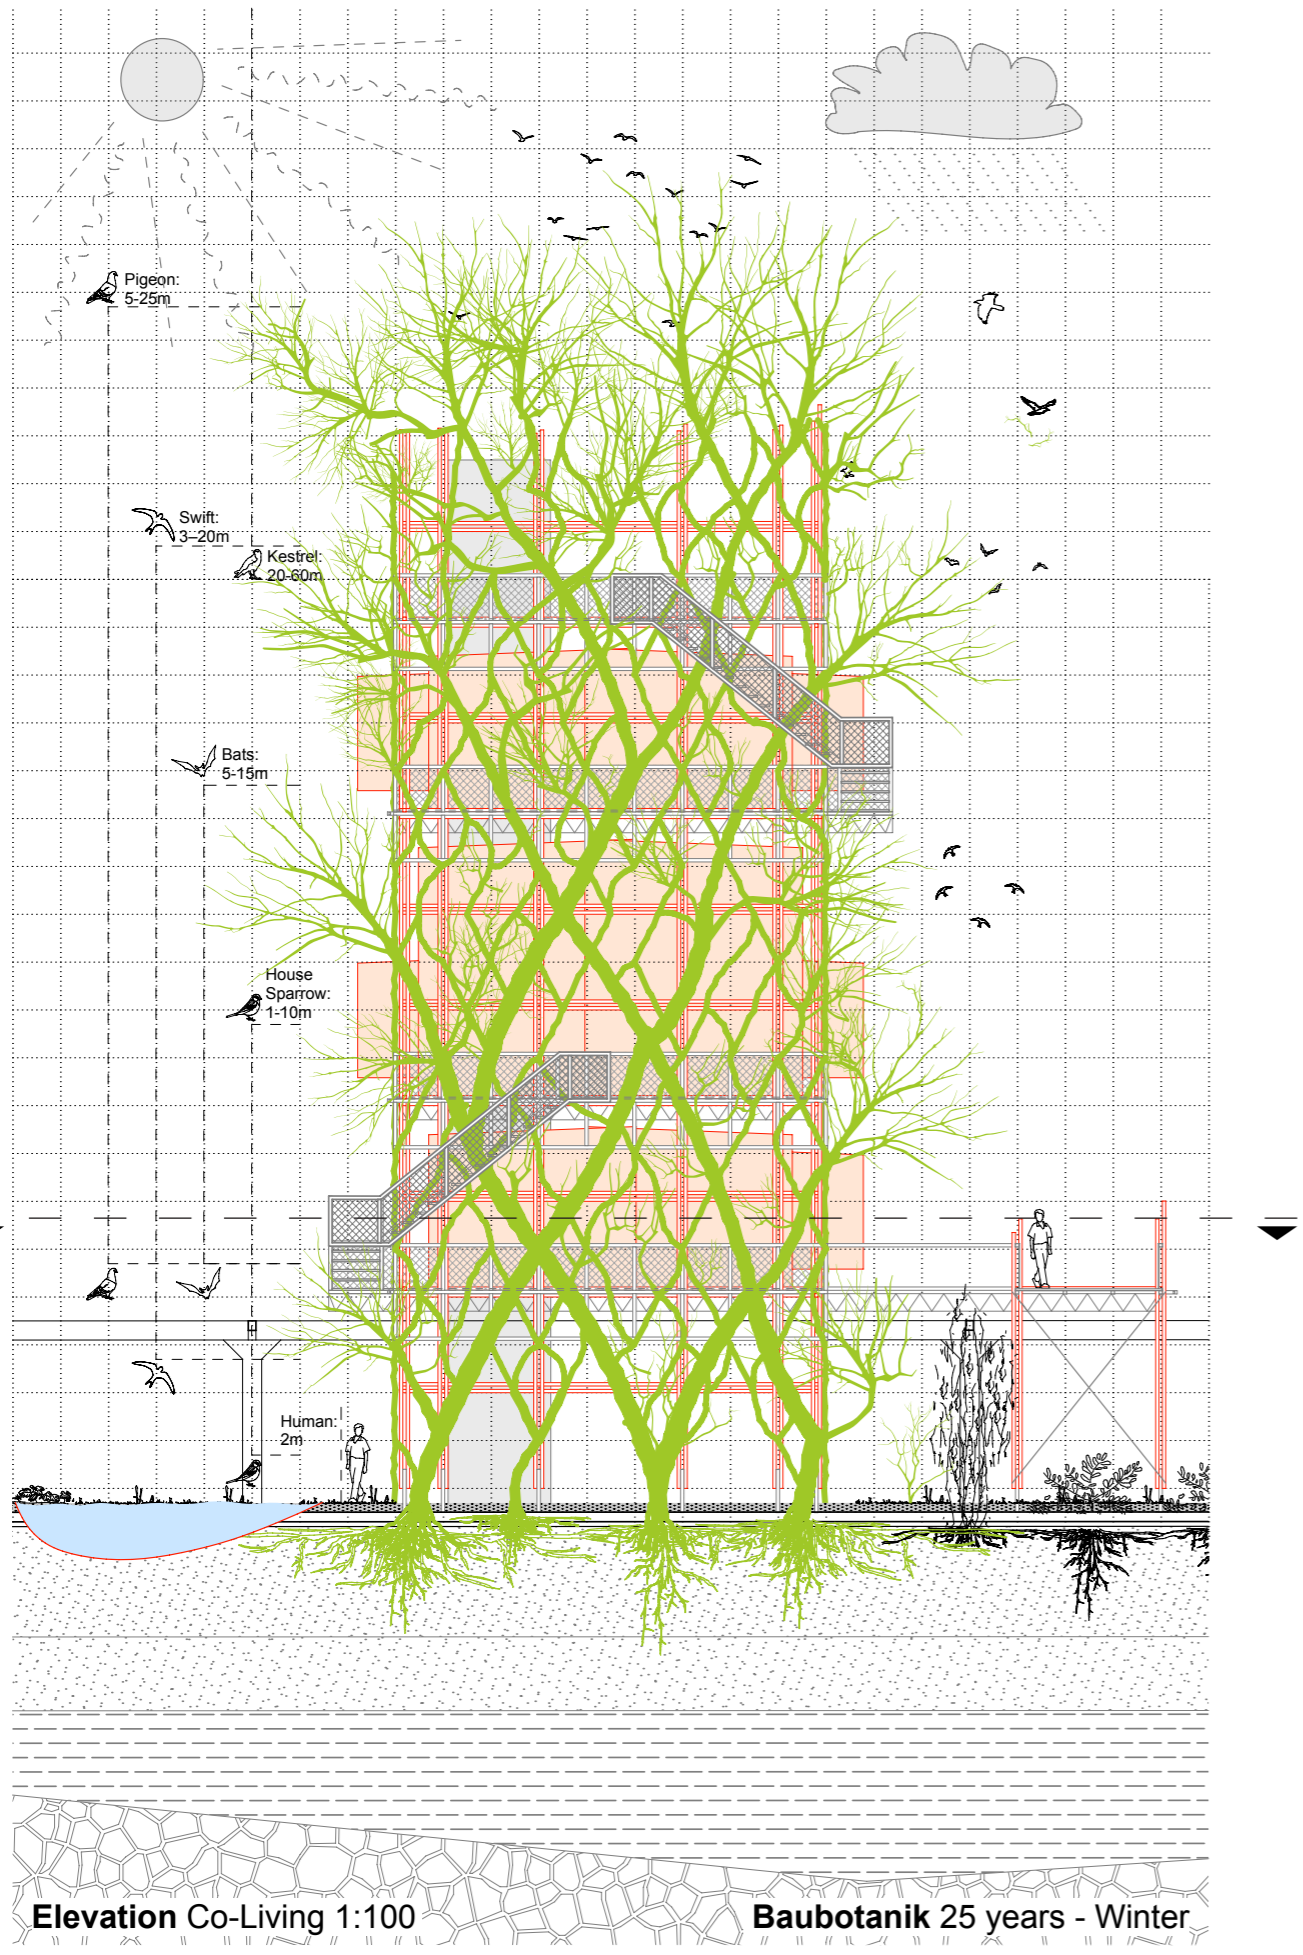 Pigeon:
5-25m
Swift:
3–20m
Kestrel:
20-60m
Bats:
5-15m
House
Sparrow:
1-10m
Human:
2m
Elevation Co-Living 1:100
Baubotanik 25 years - Winter